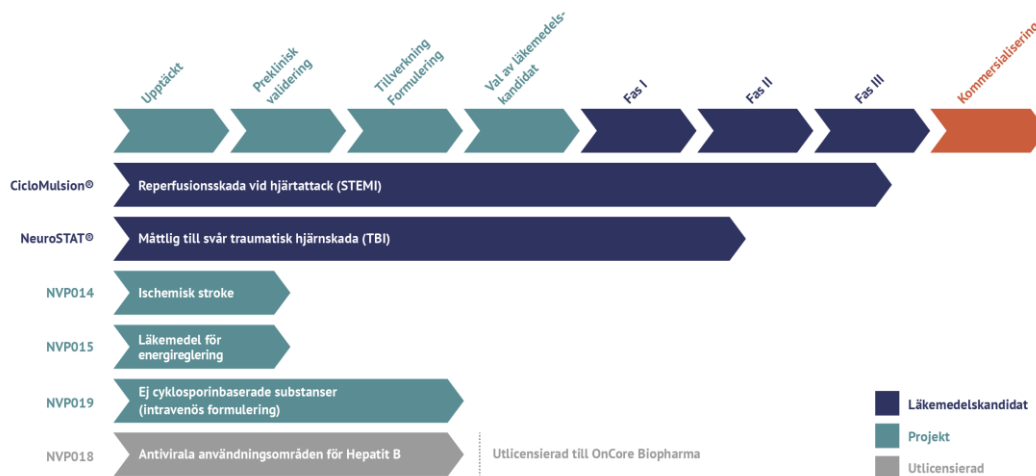 Upptäckt
Preklinisk
validering
Tillverkning
Formulering
Val av läkemedels-
kandidat
Fas I
Fas II
Fas III
Kommersialisering
CicloMulsion®
Reperfusionsskada vid hjärtattack (STEMI)
NeuroSTAT®
Måttlig till svår traumatisk hjärnskada (TBI)
NVP014
Ischemisk stroke
NVP015
Läkemedel för
energireglering
NVP019
Ej cyklosporinbaserade substanser
(intravenös formulering)
NVP018
Antivirala användningsområden för Hepatit B
Utlicensierad till OnCore Biopharma
Läkemedelskandidat
Projekt
Utlicensierad